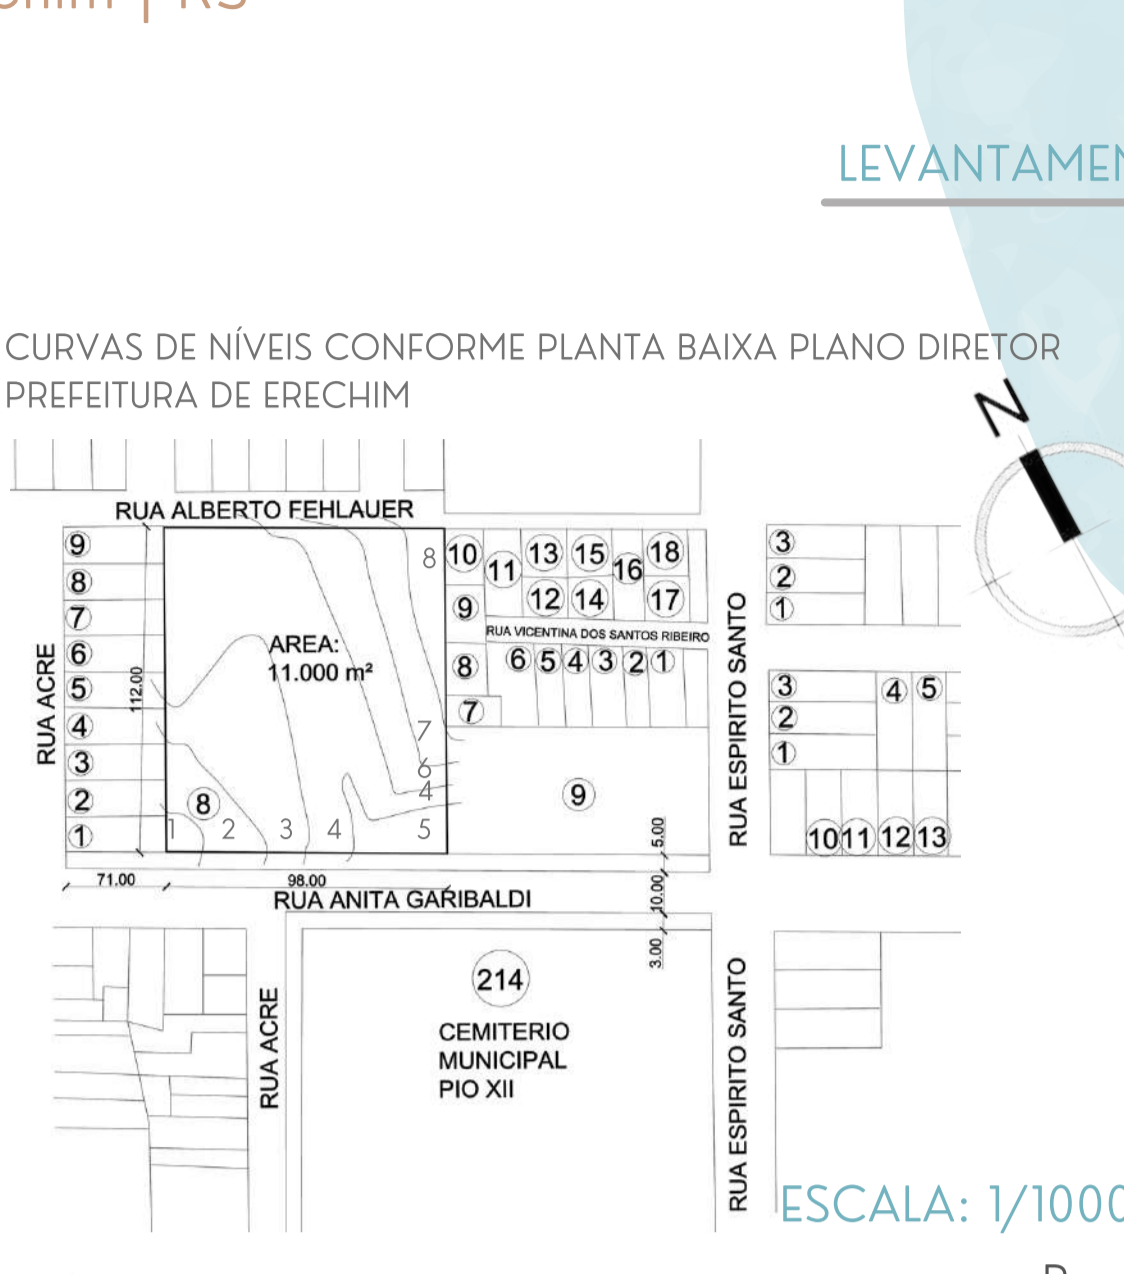 RS
LEVANTAMEN
CURVAS DE NÍVEIS CONFORME PLANTA BAIXA PLANO DIRETOR
PREFEITURA DE ERECHIM
N
RUA ALBERTO FEHLAUER
9
8
7
6
5
4
3
2
1
RUA ACRE
112.00
AREA:
11.000 m²
8
8
7
6
4
5
1 2 3 4
10 11 13 15 16 18
9 12 14 17
RUA VICENTINA DOS SANTOS RIBEIRO
8 6 5 4 3 2 1
7
9
RUA ESPIRITO SANTO
3
2
1
3 4 5
2
1
10 11 12 13
5.00
10.00
3.00
71.00 98.00
RUA ANITA GARIBALDI
RUA ACRE
214
CEMITERIO
MUNICIPAL
PIO XII
RUA ESPIRITO SANTO
ESCALA: 1/1000